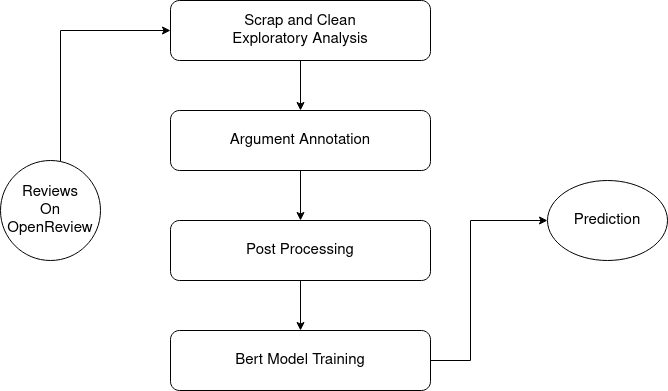 Scrap and Clean
Exploratory Analysis
Argument Annotation
Reviews
On
OpenReview
Prediction
Post Processing
Bert Model Training